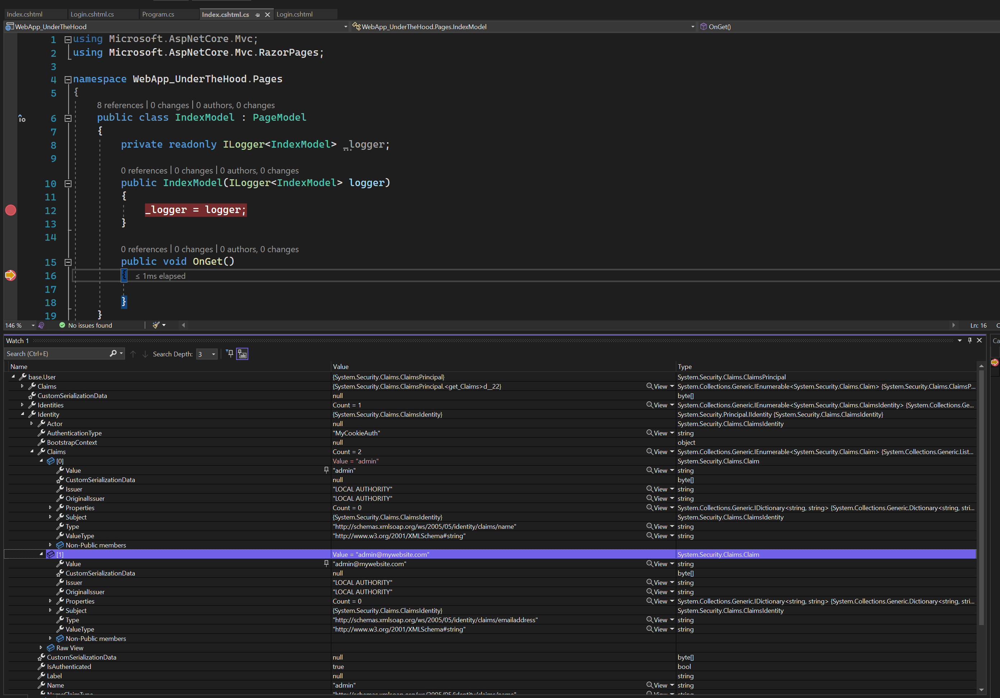 Index.cshtml Login.cshtml.cs Program.cs Index.cshtml.cs Login.cshtml
WebApp_UnderTheHood WebApp_UnderTheHood.Pages.IndexModel OnGet()
1 using Microsoft.AspNetCore.Mvc;
2 using Microsoft.AspNetCore.Mvc.RazorPages;
3
4 namespace WebApp_UnderTheHood.Pages
5 {
8 references | 0 changes | 0 authors, 0 changes
6 public class IndexModel : PageModel
7 {
8 private readonly ILogger<IndexModel> _logger;
9
0 references | 0 changes | 0 authors, 0 changes
10 public IndexModel(ILogger<IndexModel> logger)
11 {
12 _logger = logger;
13 }
14
0 references | 0 changes | 0 authors, 0 changes
15 public void OnGet()
16 { ≤ 1ms elapsed
17
18 }
19 }
146 % No issues found Ln: 16 C
Watch 1 Ca
Search (Ctrl+E) Search Depth: 3
Name Value Type
base.User {System.Security.Claims.ClaimsPrincipal} System.Security.Claims.ClaimsPrincipal
Claims {System.Security.Claims.ClaimsPrincipal.<get_Claims>d__22} View System.Collections.Generic.IEnumerable<System.Security.Claims.Claim> {System.Security.Claims.ClaimsP...
CustomSerializationData null byte[]
Identities Count = 1 View System.Collections.Generic.IEnumerable<System.Security.Claims.ClaimsIdentity> {System.Collections.Ge...
Identity {System.Security.Claims.ClaimsIdentity} System.Security.Principal.IIdentity {System.Security.Claims.ClaimsIdentity}
Actor null System.Security.Claims.ClaimsIdentity
AuthenticationType "MyCookieAuth" View string
BootstrapContext null object
Claims Count = 2 View System.Collections.Generic.IEnumerable<System.Security.Claims.Claim> {System.Collections.Generic.List...
[0] Value = "admin" System.Security.Claims.Claim
Value "admin" View string
CustomSerializationData null byte[]
Issuer "LOCAL AUTHORITY" View string
OriginalIssuer "LOCAL AUTHORITY" View string
Properties Count = 0 View System.Collections.Generic.IDictionary<string, string> {System.Collections.Generic.Dictionary<string, stri...
Subject {System.Security.Claims.ClaimsIdentity} System.Security.Claims.ClaimsIdentity
Type "http://schemas.xmlsoap.org/ws/2005/05/identity/claims/name" View string
ValueType "http://www.w3.org/2001/XMLSchema#string" View string
Non-Public members
[1] Value = "admin@mywebsite.com" System.Security.Claims.Claim
Value "admin@mywebsite.com" View string
CustomSerializationData null byte[]
Issuer "LOCAL AUTHORITY" View string
OriginalIssuer "LOCAL AUTHORITY" View string
Properties Count = 0 View System.Collections.Generic.IDictionary<string, string> {System.Collections.Generic.Dictionary<string, stri...
Subject {System.Security.Claims.ClaimsIdentity} System.Security.Claims.ClaimsIdentity
Type "http://schemas.xmlsoap.org/ws/2005/05/identity/claims/emailaddress" View string
ValueType "http://www.w3.org/2001/XMLSchema#string" View string
Non-Public members
Raw View
CustomSerializationData null byte[]
IsAuthenticated true bool
Label null string
Name "admin" View string
NameClaimType "http://schemas.xmlsoap.org/ws/2005/05/identity/claims/name" View string